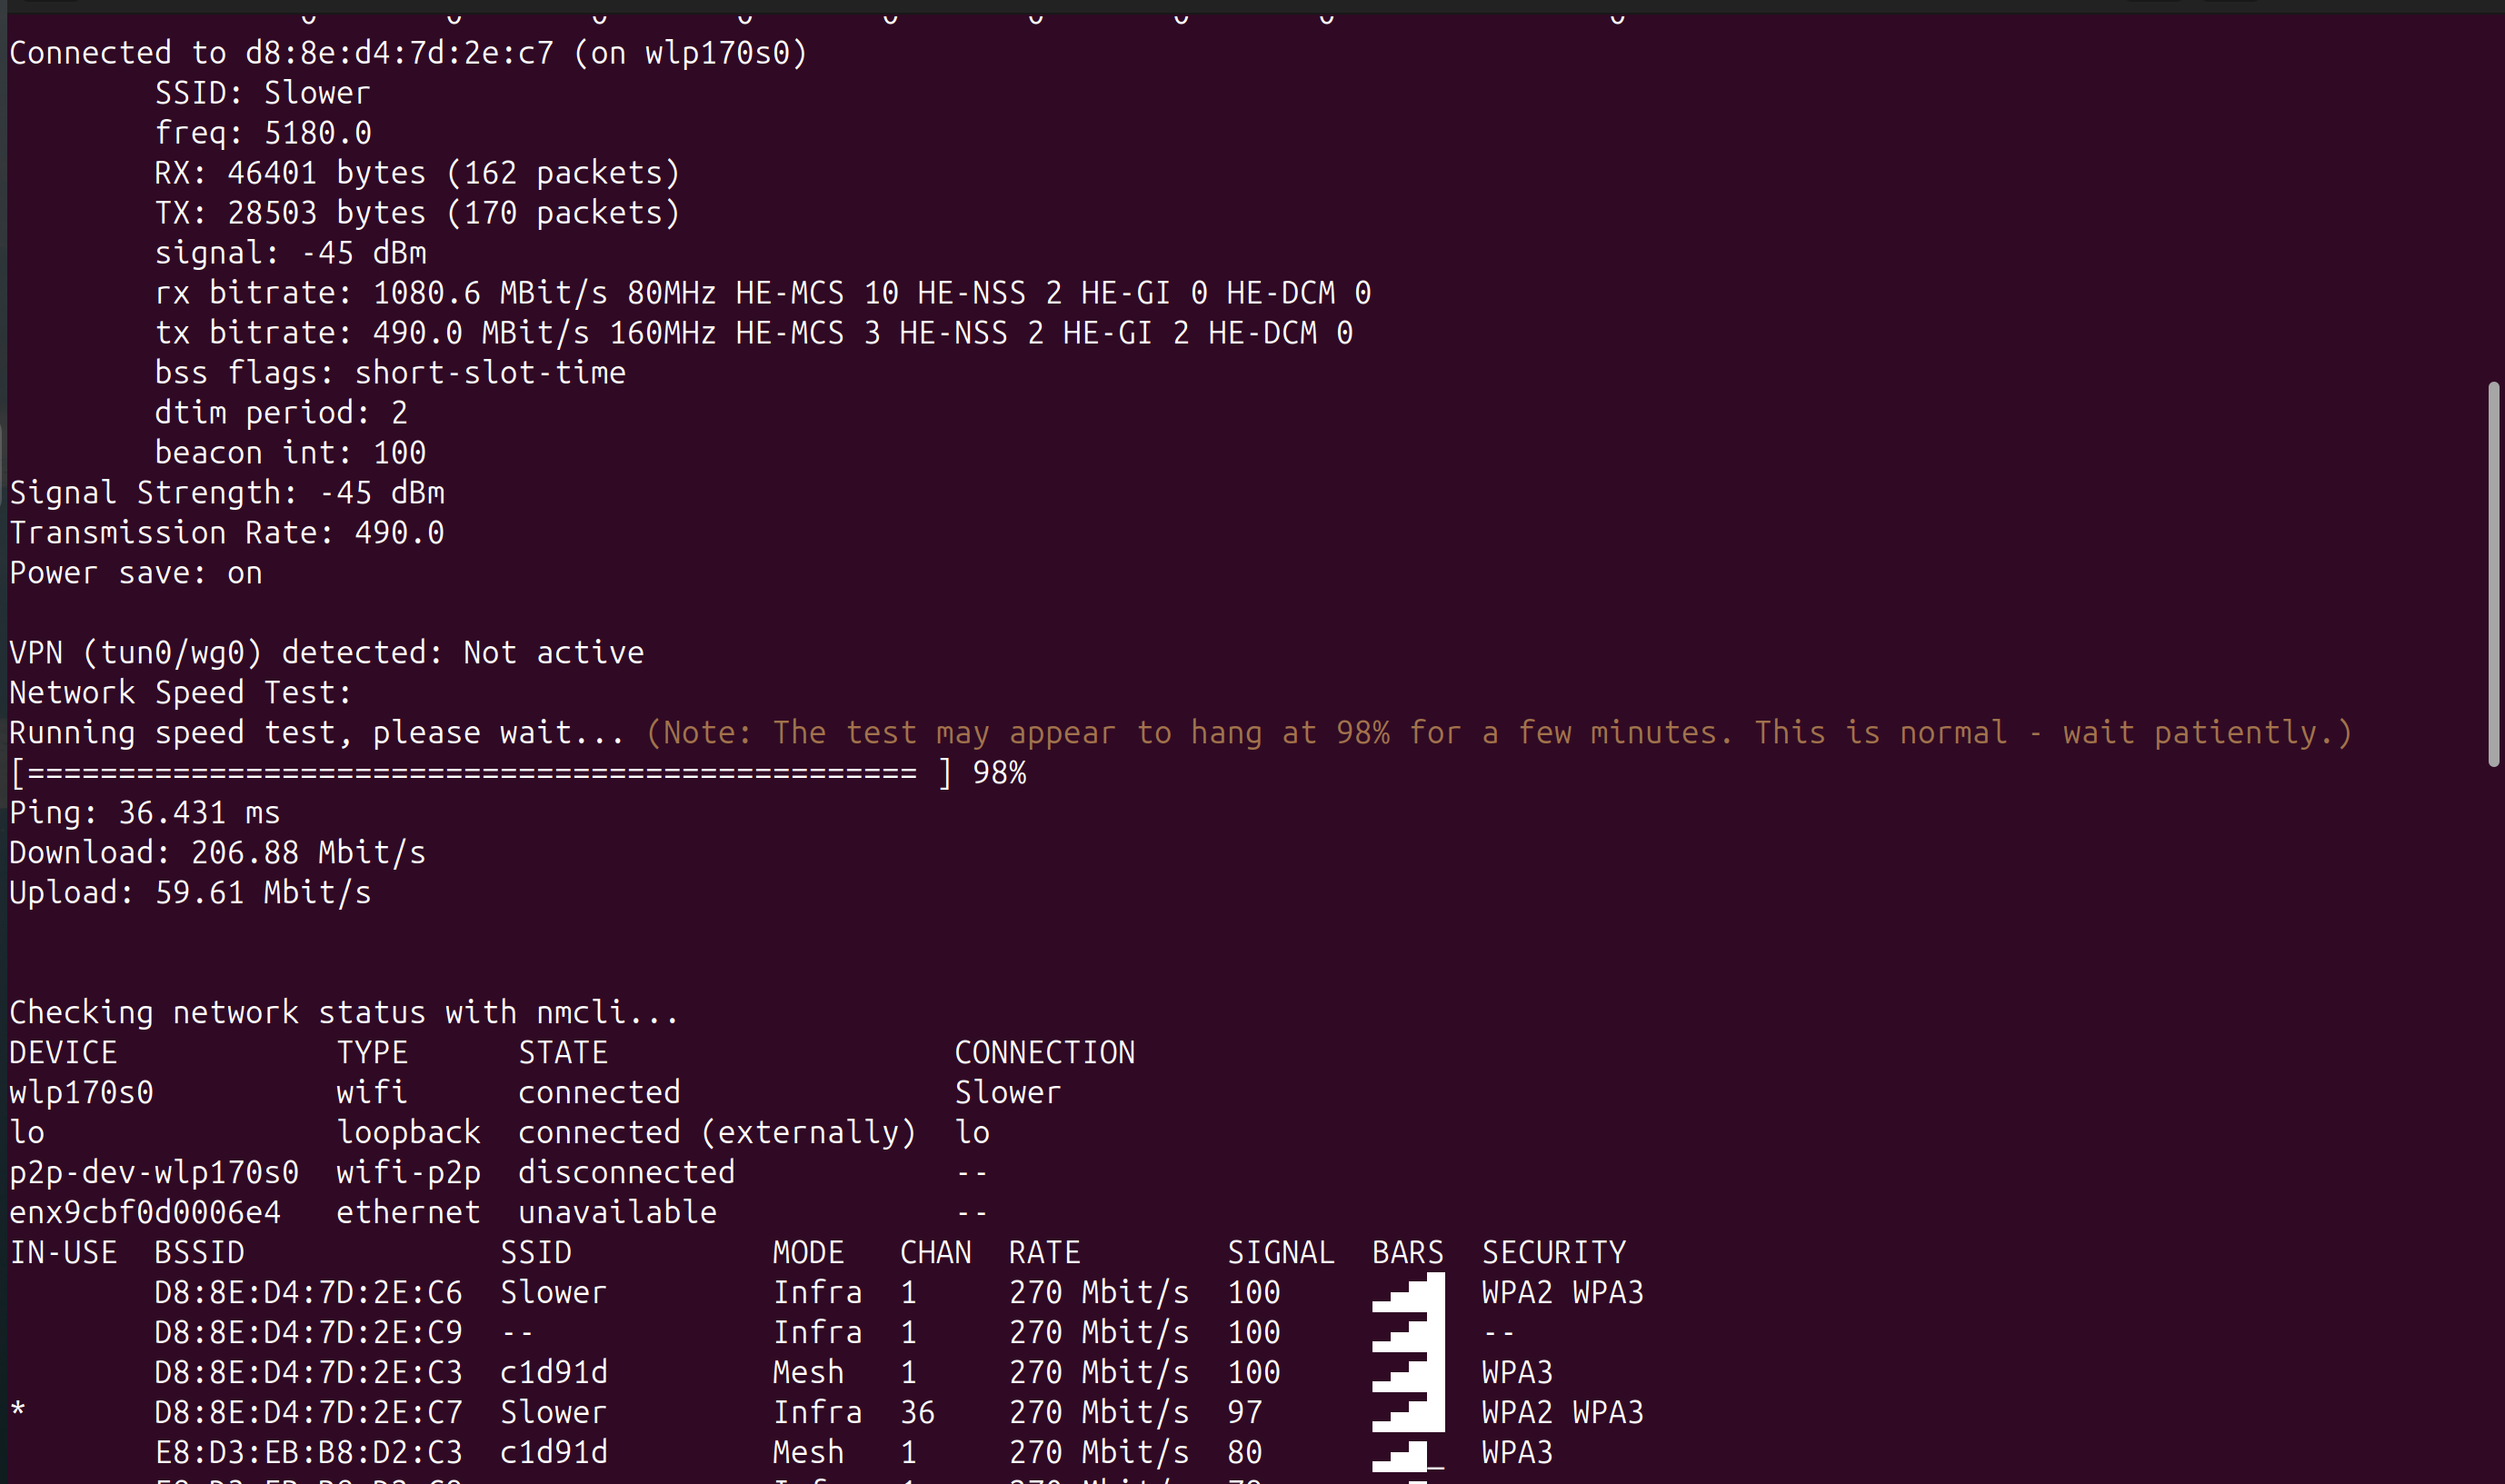 Connected to d8:8e:d4:7d:2e:c7 (on wlp170s0)
SSID: Slower
freq: 5180.0
RX: 46401 bytes (162 packets)
TX: 28503 bytes (170 packets)
signal: -45 dBm
rx bitrate: 1080.6 MBit/s 80MHz HE-MCS 10 HE-NSS 2 HE-GI 0 HE-DCM 0
tx bitrate: 490.0 MBit/s 160MHz HE-MCS 3 HE-NSS 2 HE-GI 2 HE-DCM 0
bss flags: short-slot-time
dtim period: 2
beacon int: 100
Signal Strength: -45 dBm
Transmission Rate: 490.0
Power save: on
VPN (tun0/wg0) detected: Not active
Network Speed Test:
Running speed test, please wait... (Note: The test may appear to hang at 98% for a few minutes. This is normal - wait patiently.)
[================================================= ] 98%
Ping: 36.431 ms
Download: 206.88 Mbit/s
Upload: 59.61 Mbit/s
Checking network status with nmcli...
DEVICE TYPE STATE CONNECTION
wlp170s0 wifi connected Slower
lo loopback connected (externally) lo
p2p-dev-wlp170s0 wifi-p2p disconnected --
enx9cbf0d0006e4 ethernet unavailable --
IN-USE BSSID SSID MODE CHAN RATE SIGNAL BARS SECURITY
D8:8E:D4:7D:2E:C6 Slower Infra 1 270 Mbit/s 100 WPA2 WPA3
D8:8E:D4:7D:2E:C9 -- Infra 1 270 Mbit/s 100 --
D8:8E:D4:7D:2E:C3 c1d91d Mesh 1 270 Mbit/s 100 WPA3
* D8:8E:D4:7D:2E:C7 Slower Infra 36 270 Mbit/s 97 WPA2 WPA3
E8:D3:EB:B8:D2:C3 c1d91d Mesh 1 270 Mbit/s 80 WPA3